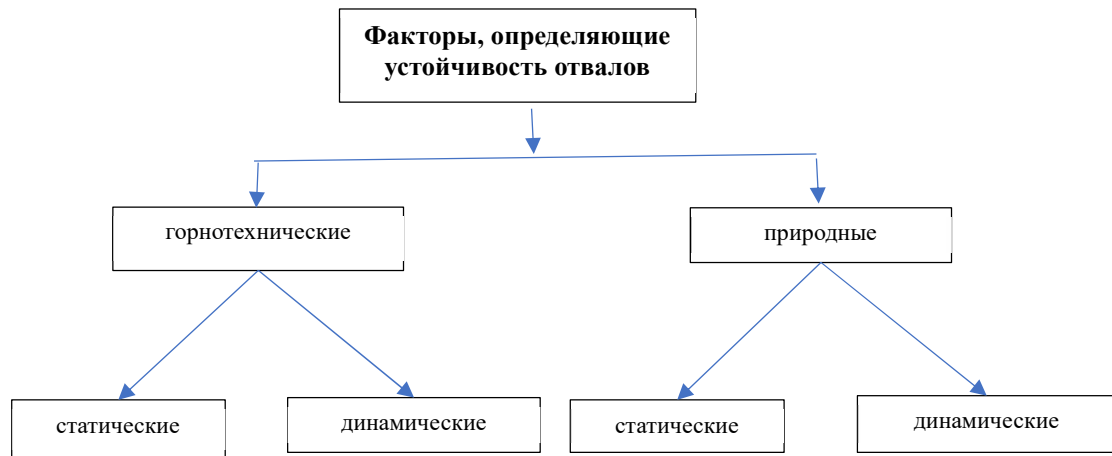 Факторы, определяющие
устойчивость отвалов
горнотехнические
природные
статические
динамические
статические
динамические